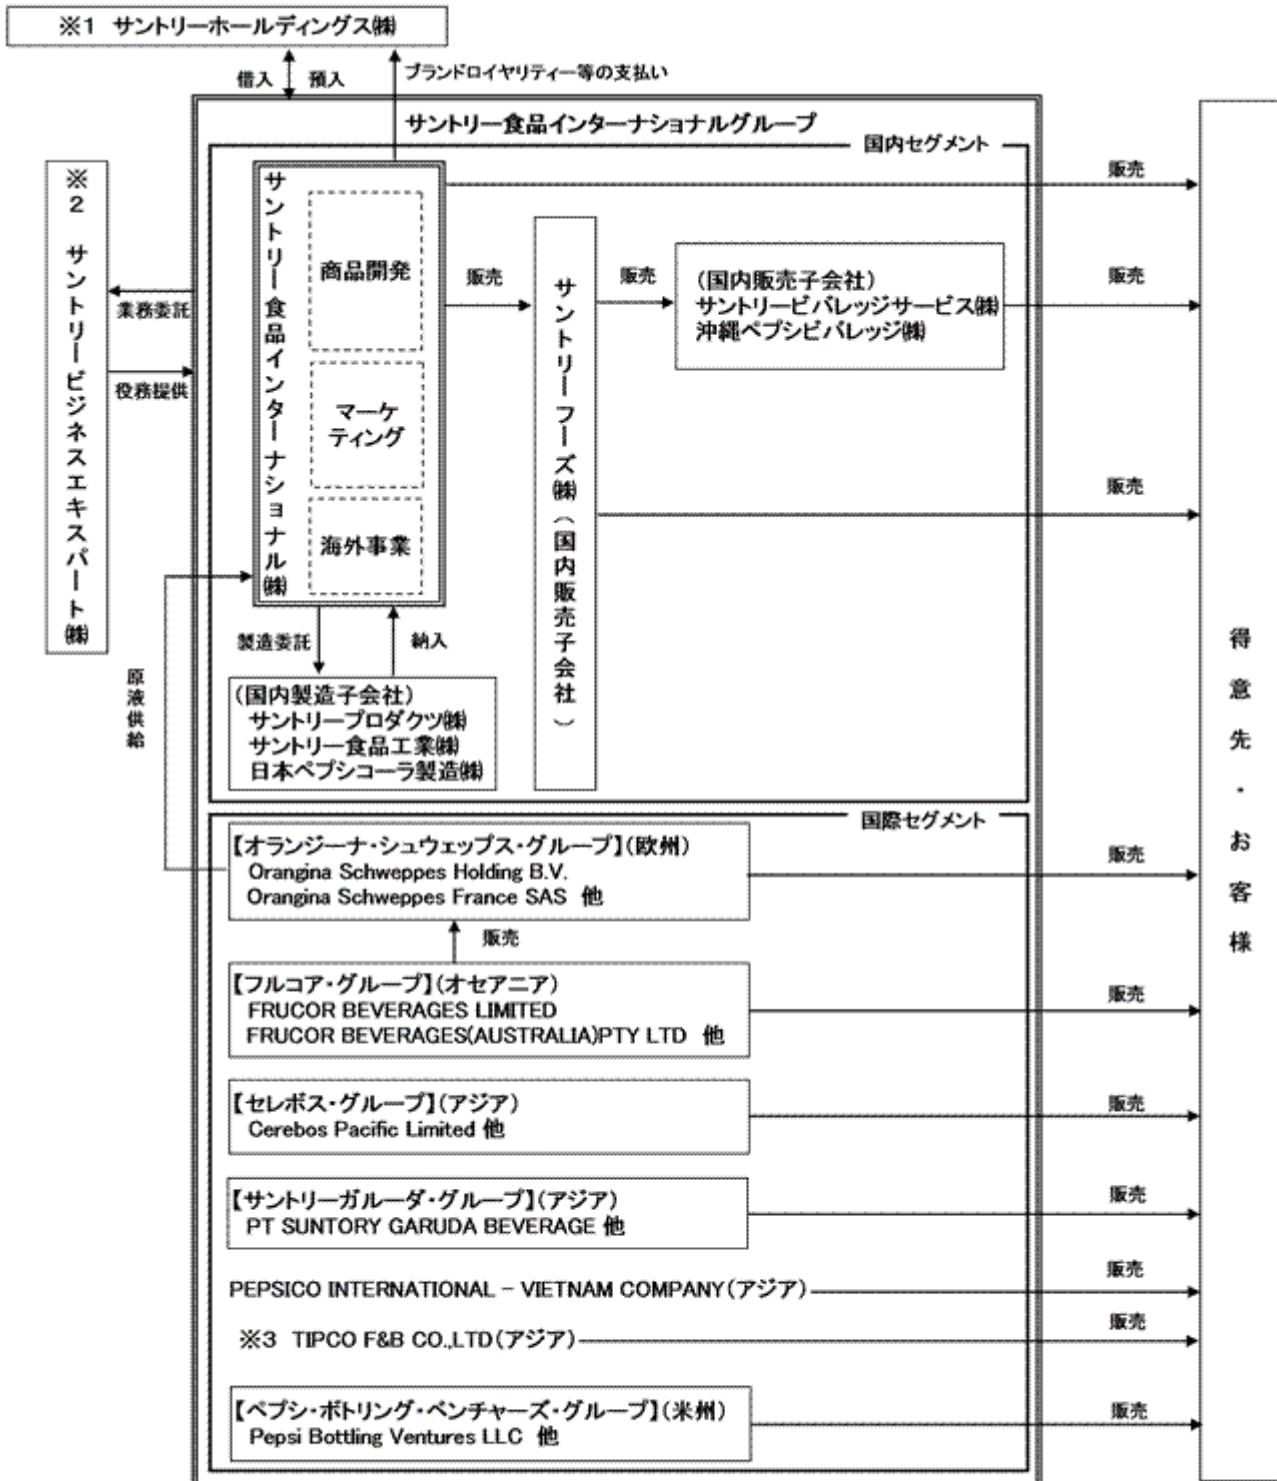 ※1 サントリーホールディングス㈱
借入
預入
ブランドロイヤリティー等の支払い
サントリー食品インターナショナルグループ
国内セグメント
※2 サントリービジネスエキスパート㈱
業務委託
役務提供
サントリー食品インターナショナル㈱
商品開発
マーケ
ティング
海外事業
販売
サントリーフーズ㈱(国内販売子会社)
販売
(国内販売子会社)
サントリービバレッジサービス㈱
沖縄ペプシビバレッジ㈱
販売
販売
販売
製造委託
納入
(国内製造子会社)
サントリープロダクツ㈱
サントリー食品工業㈱
日本ペプシコーラ製造㈱
原液供給
得意先・お客様
国際セグメント
【オランジーナ・シュウェップス・グループ】(欧州)
Orangina Schweppes Holding B.V.
Orangina Schweppes France SAS 他
販売
販売
【フルコア・グループ】(オセアニア)
FRUCOR BEVERAGES LIMITED
FRUCOR BEVERAGES(AUSTRALIA)PTY LTD 他
販売
【セレボス・グループ】(アジア)
Cerebos Pacific Limited 他
販売
【サントリーガルーダ・グループ】(アジア)
PT SUNTORY GARUDA BEVERAGE 他
販売
PEPSICO INTERNATIONAL – VIETNAM COMPANY(アジア)
販売
※3 TIPCO F&B CO.,LTD(アジア)
販売
【ペプシ・ボトリング・ベンチャーズ・グループ】(米州)
Pepsi Bottling Ventures LLC 他
販売